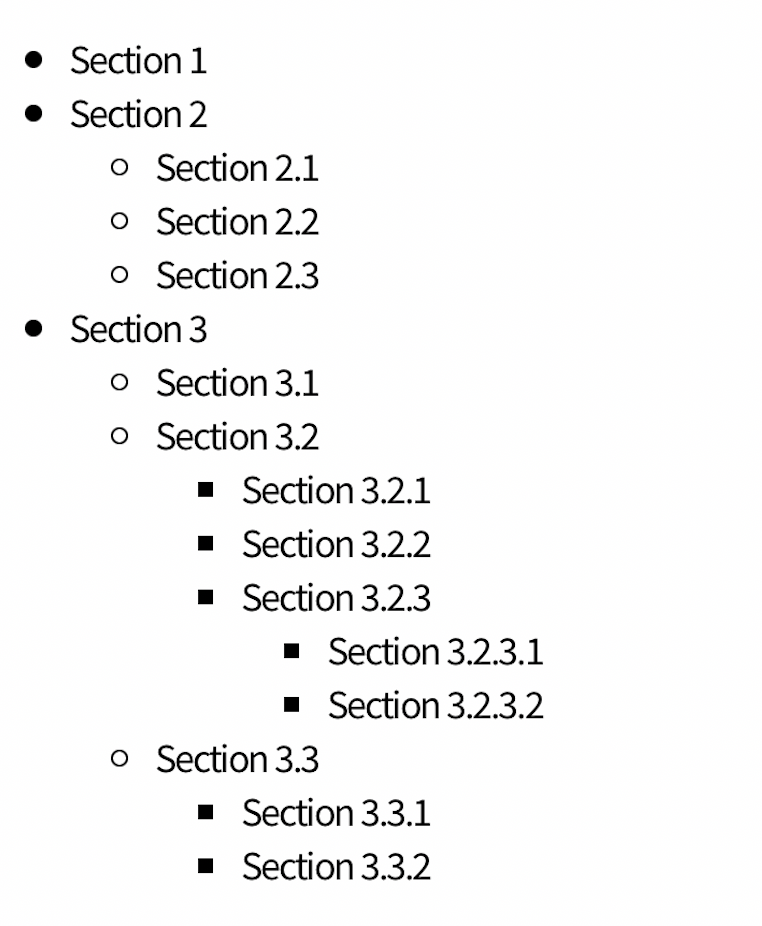 Section 1
Section 2
Section 2.1
Section 2.2
Section 2.3
Section 3
Section 3.1
Section 3.2
Section 3.2.1
Section 3.2.2
Section 3.2.3
Section 3.2.3.1
Section 3.2.3.2
Section 3.3
Section 3.3.1
Section 3.3.2